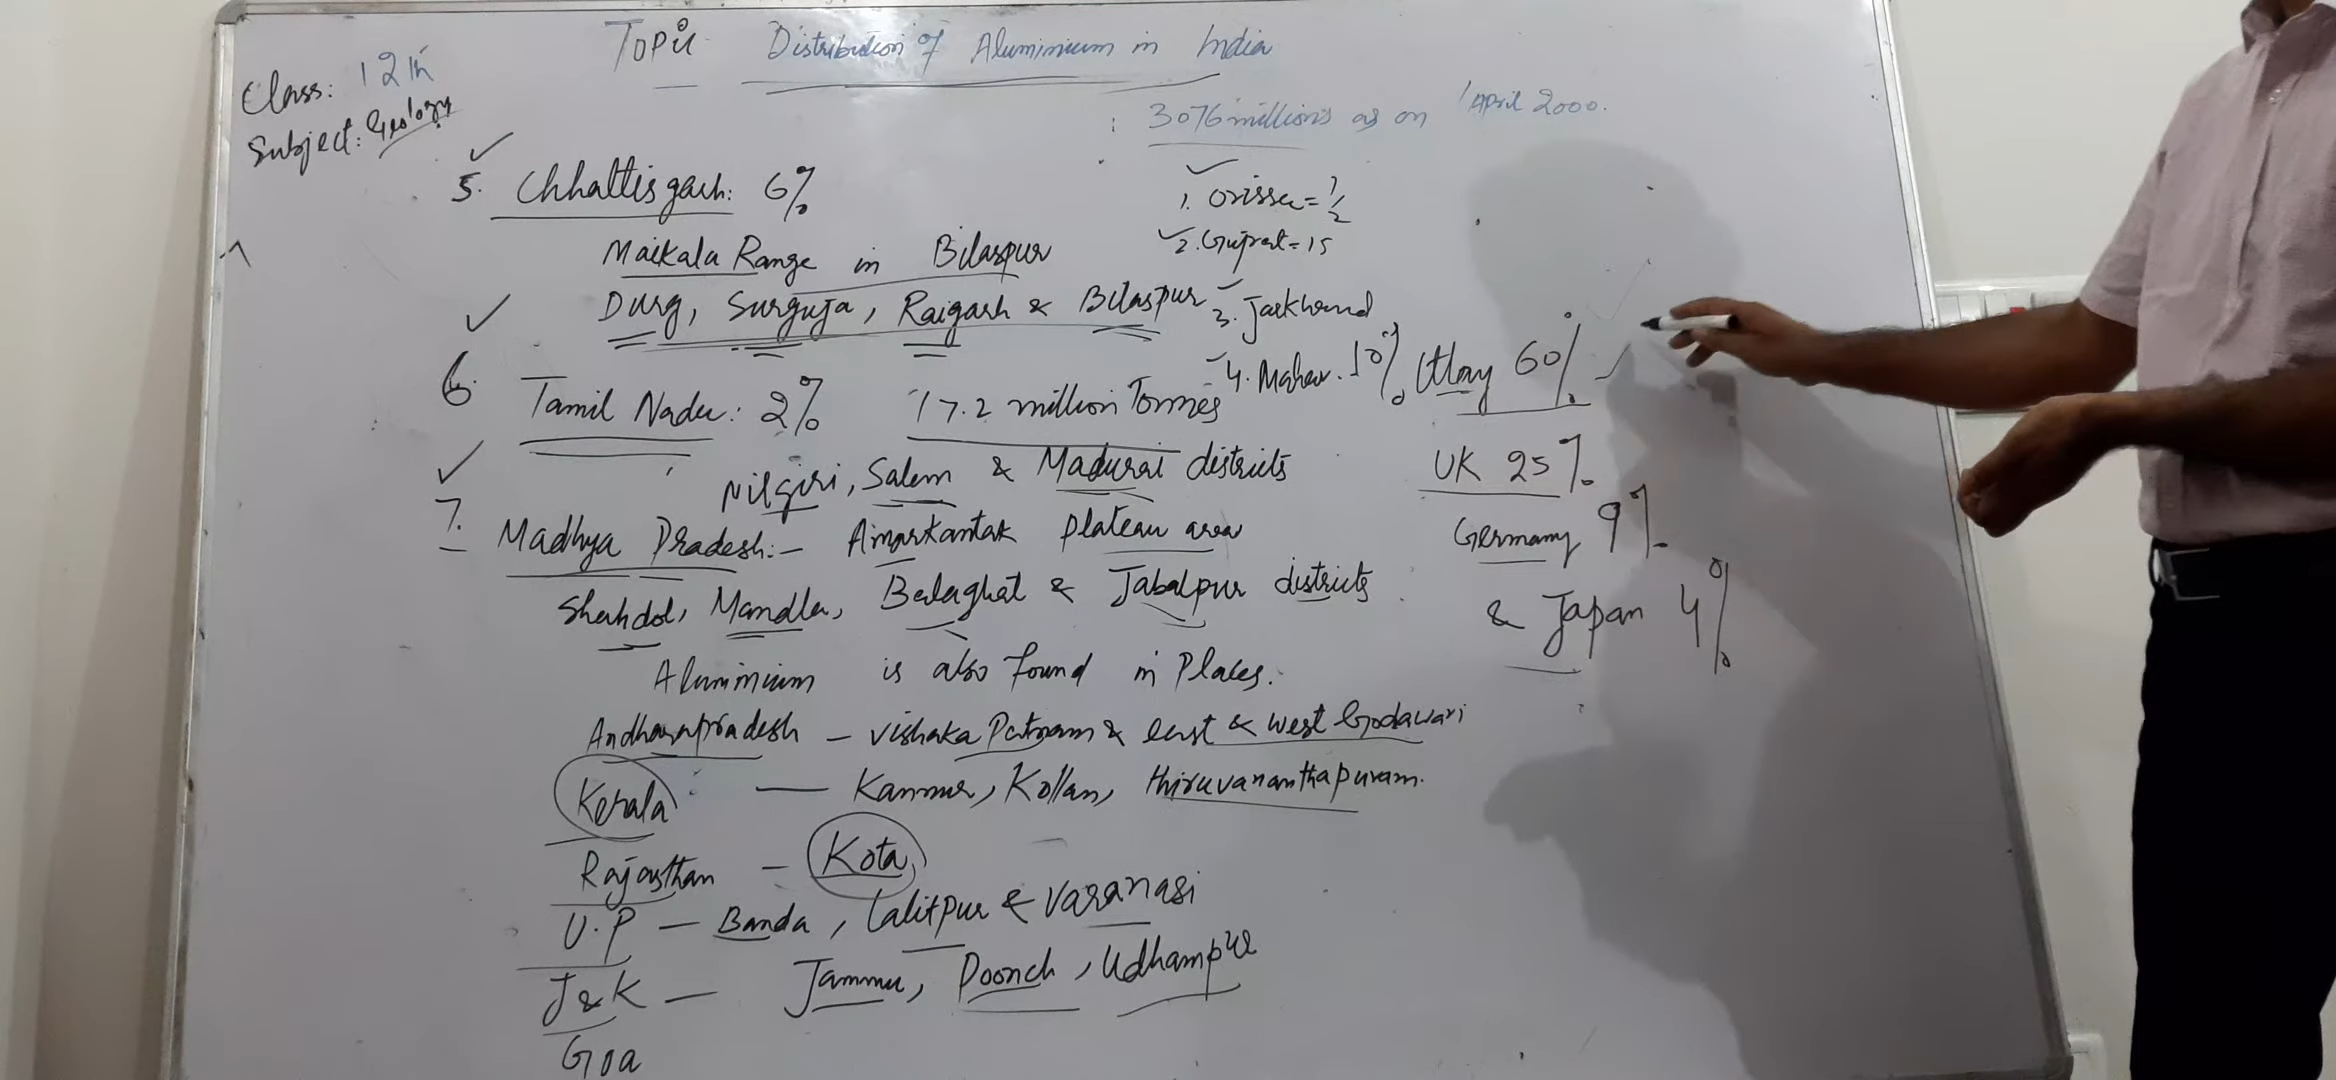 Topic Distribution of Aluminium in India
Class: 12th
Subject: Geology
: 3076 millions as on 1 April 2000.
5. Chhattisgarh: 6%
Maikala Range in Bilaspur
Durg, Surguja, Raigarh & Bilaspur
1. Orissa = 1/2
2. Gujrat = 15
3. Jarkhand
4. Mahar. 10%
6. Tamil Nadu: 2% 17.2 million Tonnes
Nilgiri, Salem & Madurai districts
7. Madhya Pradesh:- Amarkantak Plateau area
Shahdol, Mandla, Balaghat & Jabalpur districts
Aluminium is also found in Places.
Andhrapradesh - Vishaka Patnam & east & West Godawari
Kerala : — Kannur, Kollam, thiruvananthapuram.
Rajasthan - Kota
U.P - Banda, Lalitpur & Varanasi
J & K - Jammu, Poonch, Udhampur
Goa
Itlay 60%
UK 25%
Germany 9%
& Japan 4%